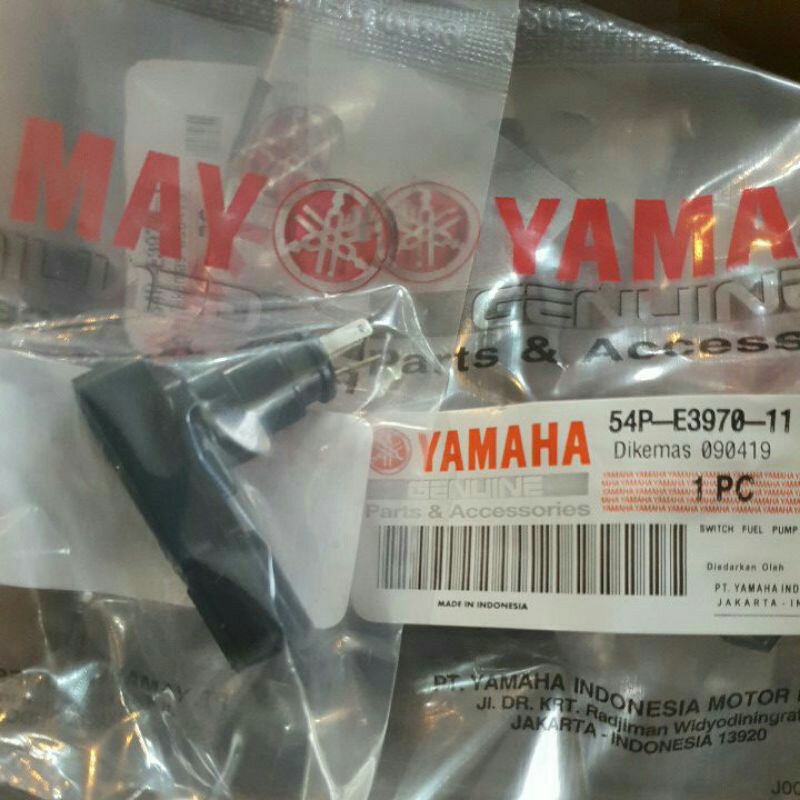 MAY YAMA
GENUINE
Parts & Access
YAMAHA
GENUINE
Parts & Accessories
54P-E3970-11
Dikemas 090419
1 PC
SWITCH FUEL PUMP
Diedarkan Oleh
PT. YAMAHA IND
JAKARTA - IN
MADE IN INDONESIA
PT. YAMAHA INDONESIA MOTOR
Jl. DR. KRT. Radjiman Widyodiningrat
JAKARTA - INDONESIA 13920